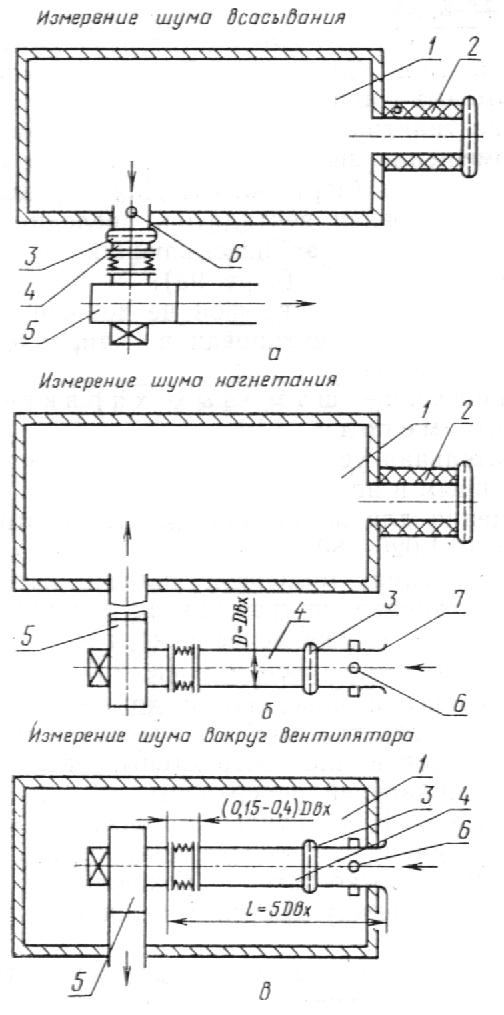 Измерение шума всасывания
1
2
3
4
5
6
а
Измерение шума нагнетания
1
2
5
D=Dвх
4
3
7
6
б
Измерение шума вокруг вентилятора
1
(0,15-0,4)Dвх
3
4
6
l=5Dвх
5
в